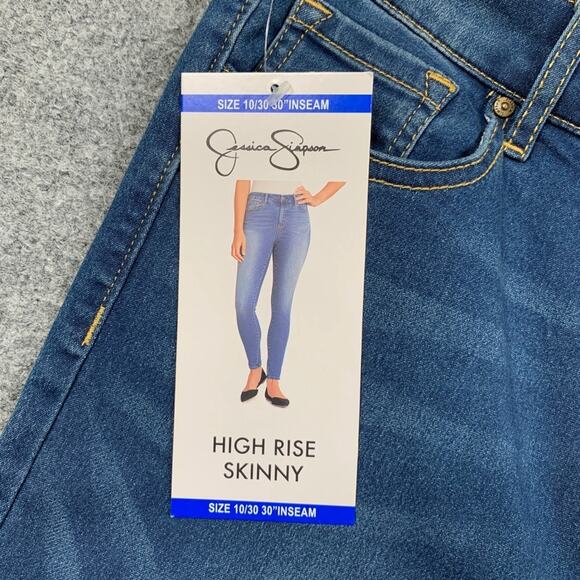 SIZE 10/30 30"INSEAM
Jessica Simpson
HIGH RISE
SKINNY
SIZE 10/30 30"INSEAM